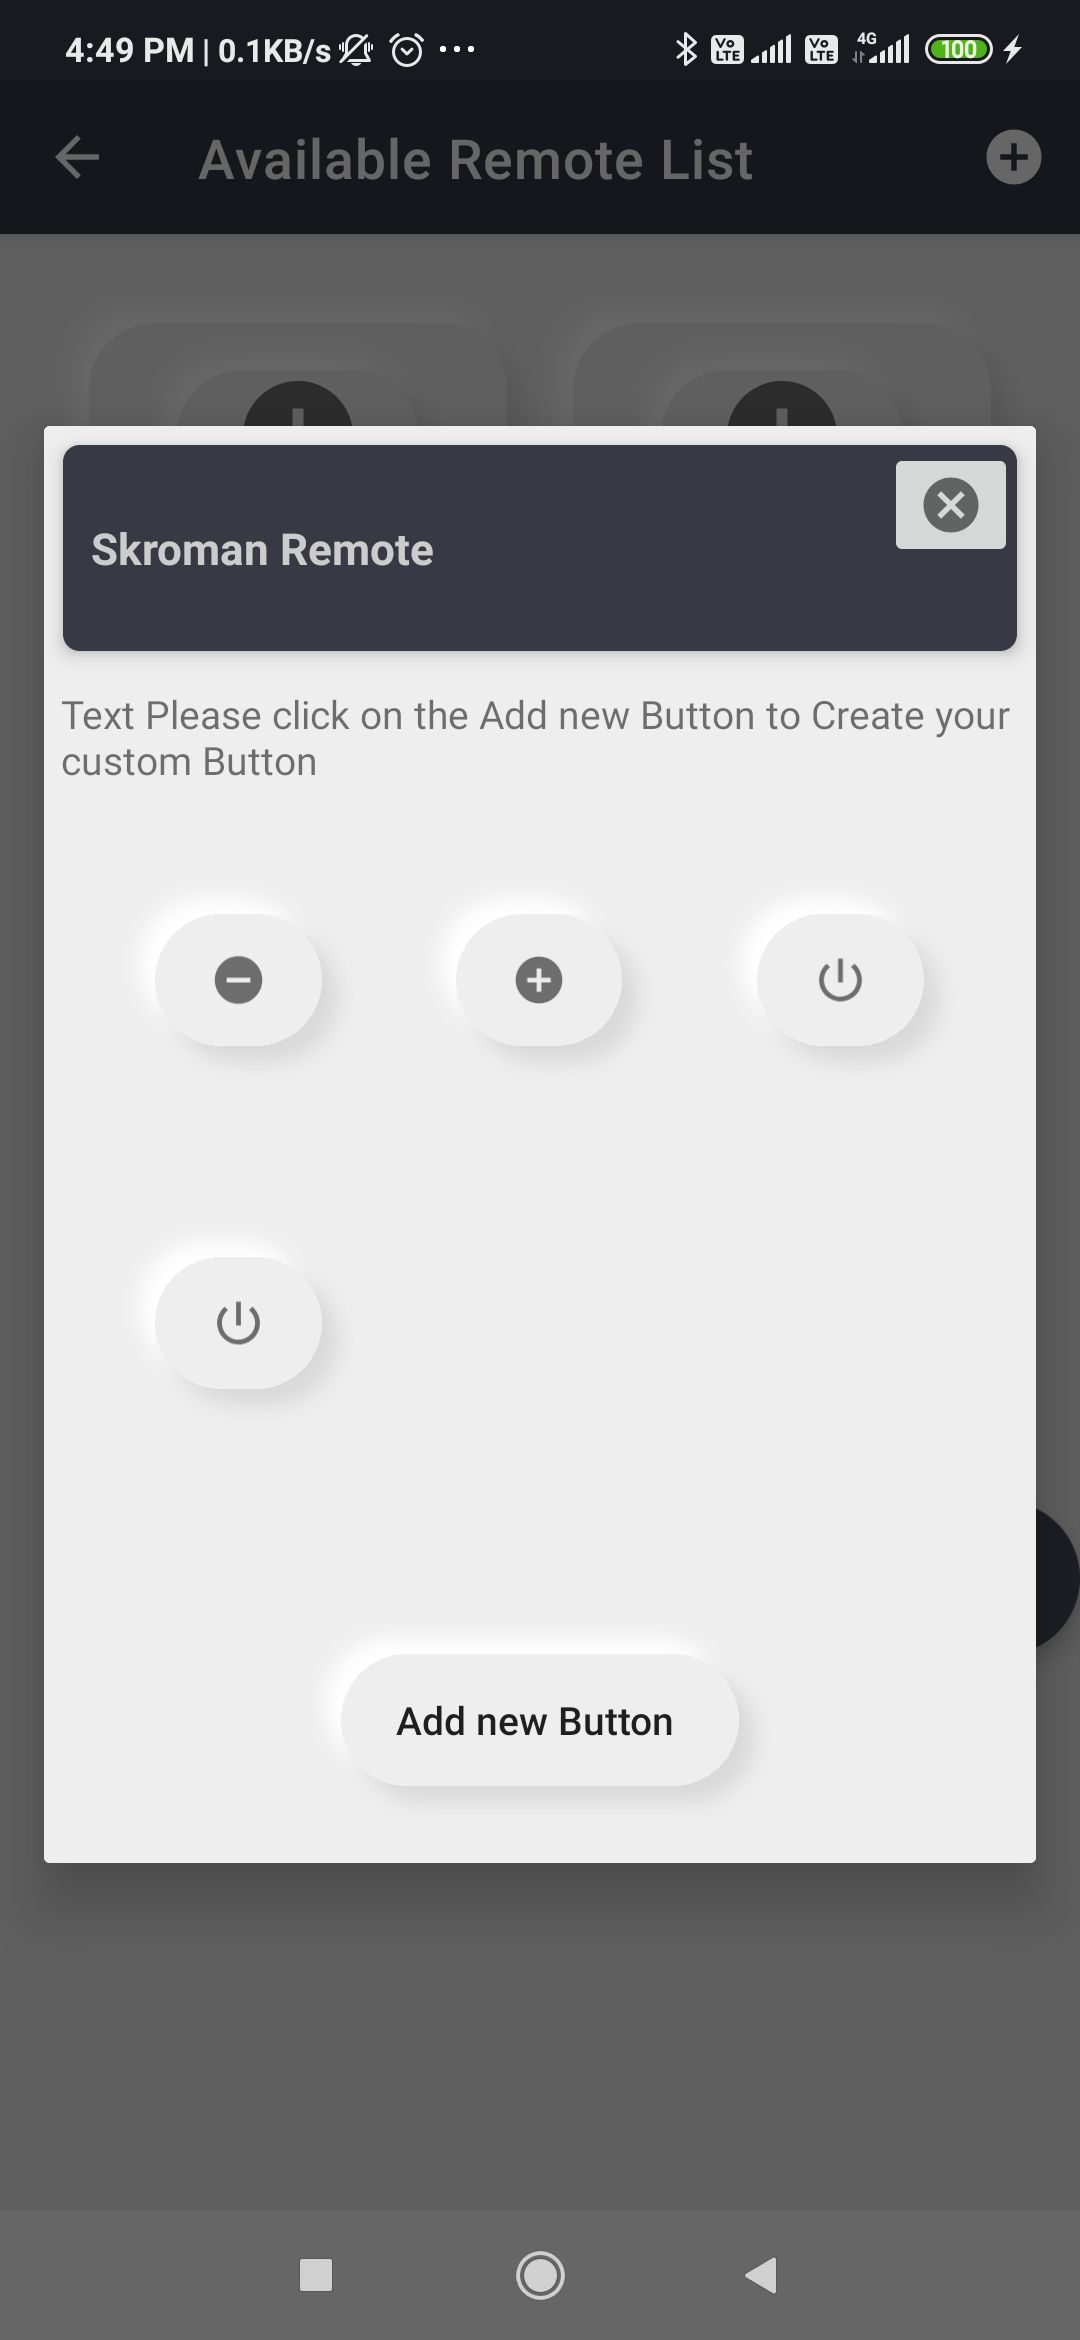 4:49 PM | 0.1KB/s
Vo LTE Vo LTE 4G 100
Available Remote List
Skroman Remote
Text Please click on the Add new Button to Create your
custom Button
Add new Button